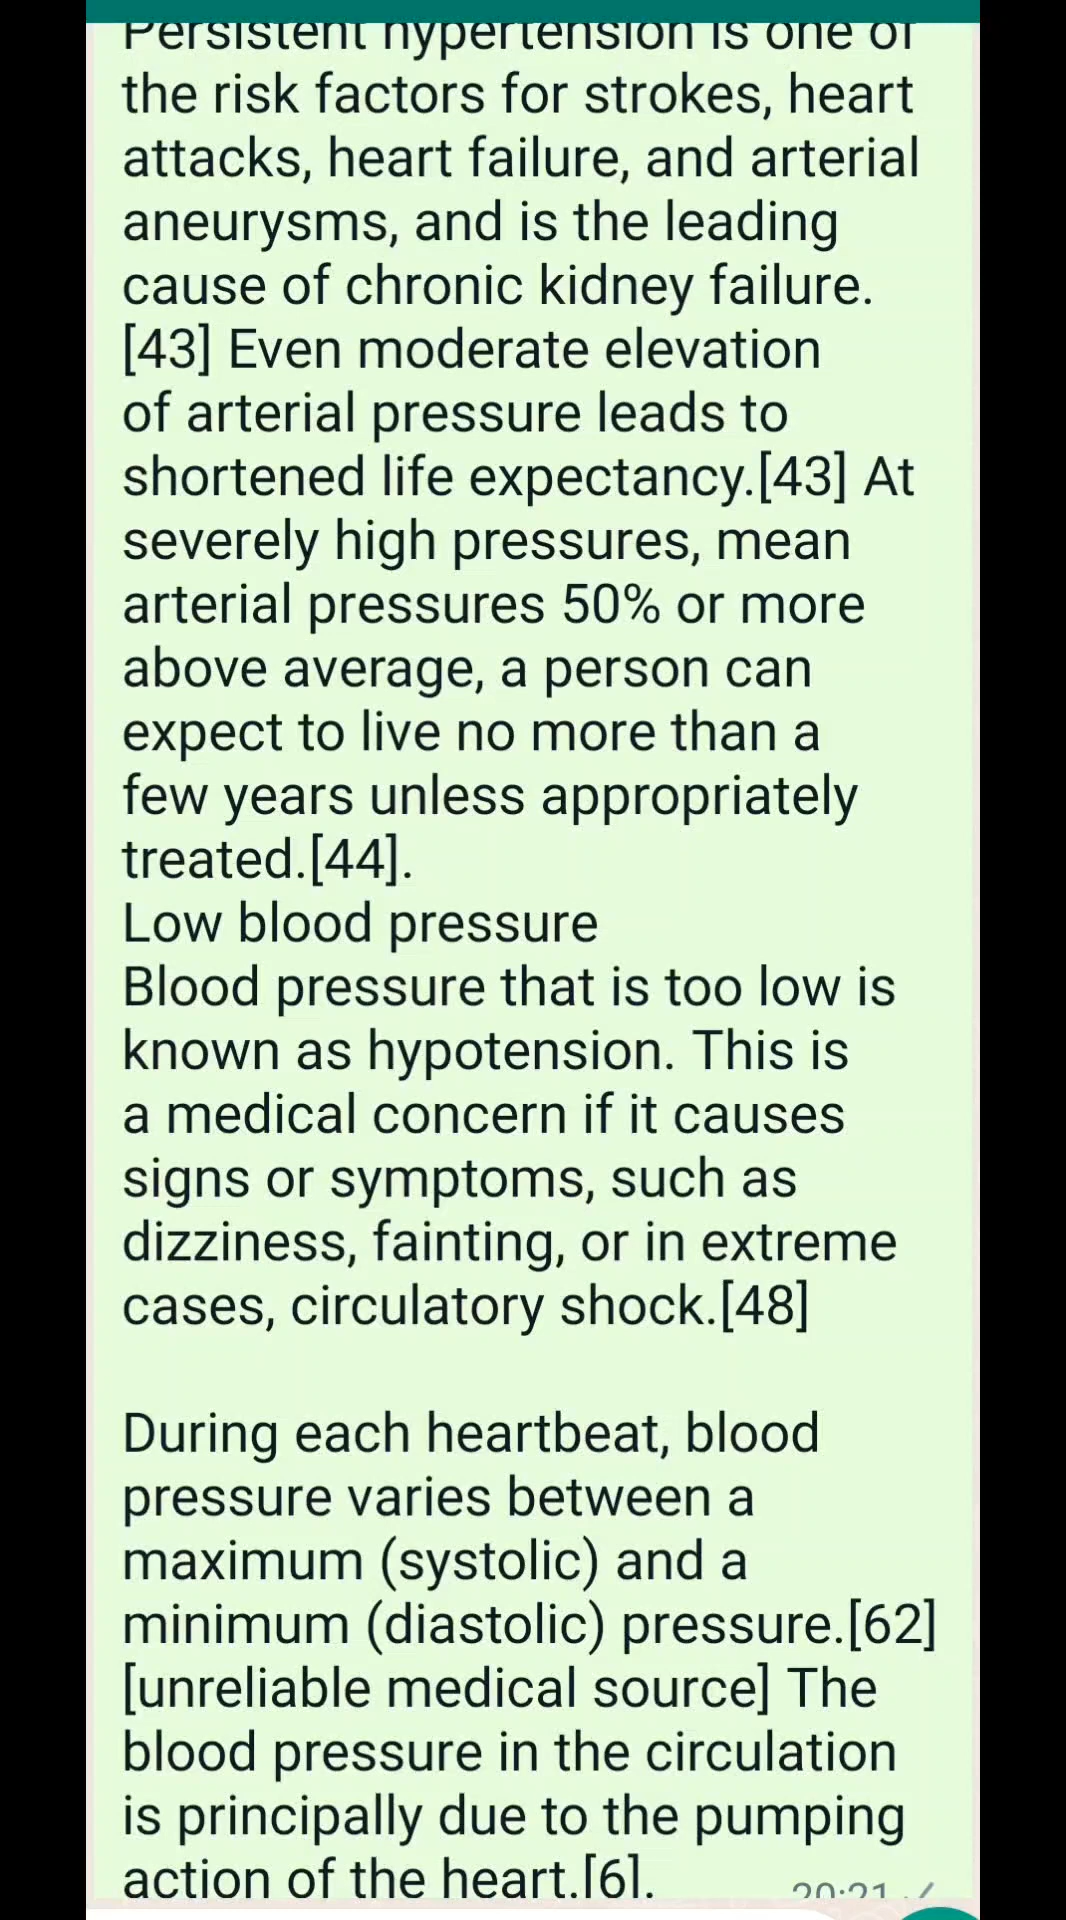 Persistent hypertension is one of
the risk factors for strokes, heart
attacks, heart failure, and arterial
aneurysms, and is the leading
cause of chronic kidney failure.
[43] Even moderate elevation
of arterial pressure leads to
shortened life expectancy.[43] At
severely high pressures, mean
arterial pressures 50% or more
above average, a person can
expect to live no more than a
few years unless appropriately
treated.[44].
Low blood pressure
Blood pressure that is too low is
known as hypotension. This is
a medical concern if it causes
signs or symptoms, such as
dizziness, fainting, or in extreme
cases, circulatory shock.[48]

During each heartbeat, blood
pressure varies between a
maximum (systolic) and a
minimum (diastolic) pressure.[62]
[unreliable medical source] The
blood pressure in the circulation
is principally due to the pumping
action of the heart.[6].
20:21